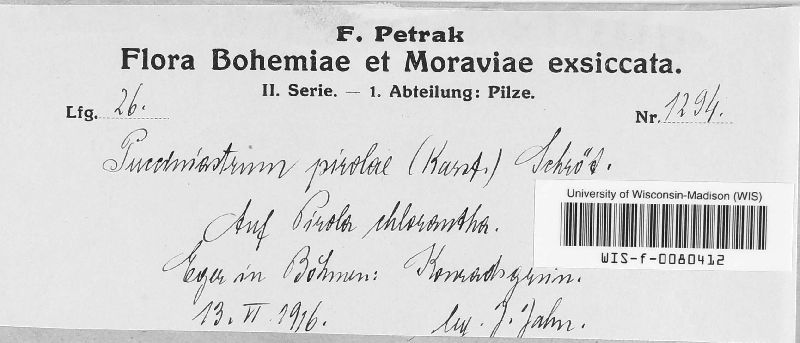 F. Petrak
Flora Bohemiae et Moraviae exsiccata.
II. Serie. — 1. Abteilung: Pilze.
Lfg. 26.
Nr. 1294.
Pucciniastrum pirolae (Karst.) Schröt.
Auf Pirola chlorantha.
Eger in Böhmen: Konradsgrün.
13. VI. 1916.
leg. J. Jahn.
University of Wisconsin-Madison (WIS)
WIS-f-0080412